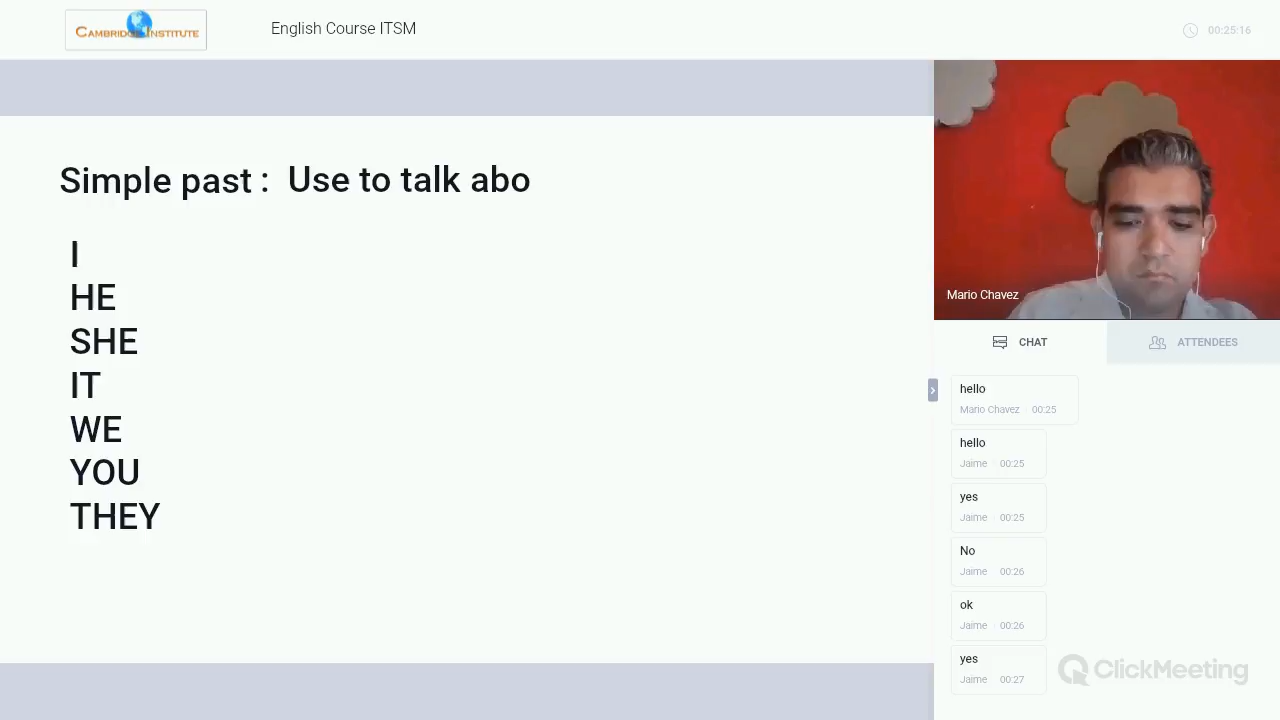 CAMBRIDGE INSTITUTE
English Course ITSM
00:25:16
Simple past : Use to talk abo
I
HE
SHE
IT
WE
YOU
THEY
Mario Chavez
CHAT
ATTENDEES
hello
Mario Chavez 00:25
hello
Jaime 00:25
yes
Jaime 00:25
No
Jaime 00:26
ok
Jaime 00:26
yes
Jaime 00:27
ClickMeeting